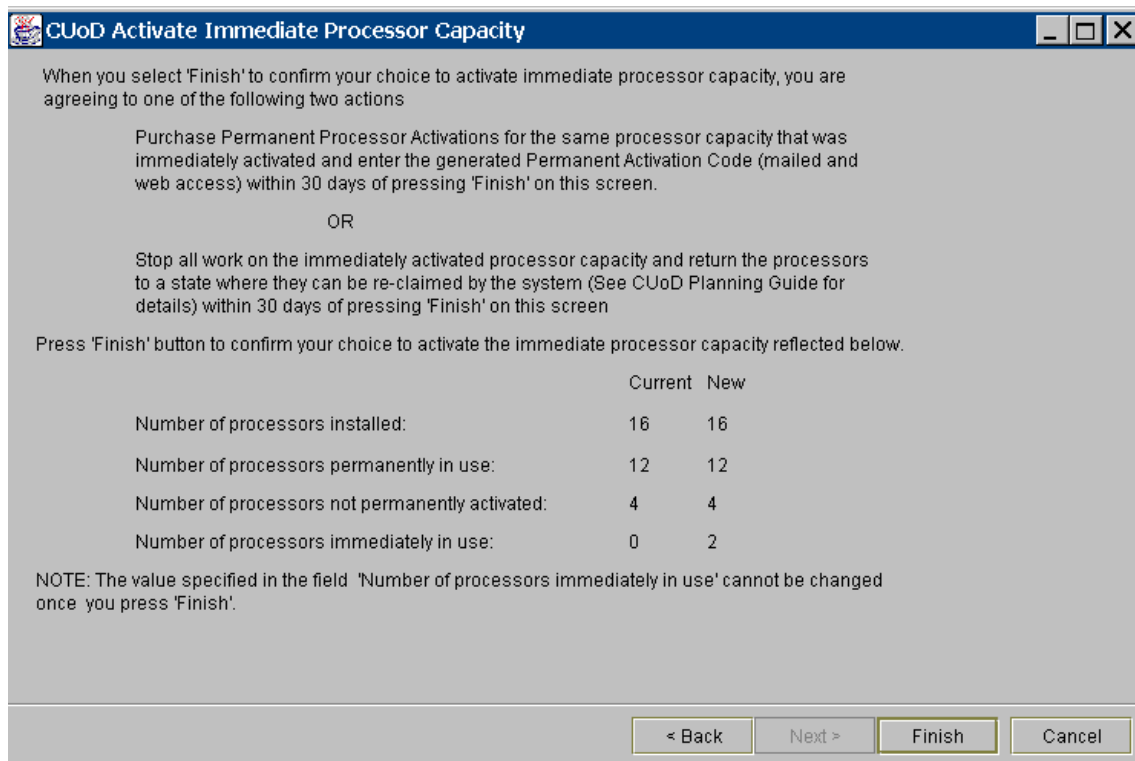 CUoD Activate Immediate Processor Capacity
When you select 'Finish' to confirm your choice to activate immediate processor capacity, you are
agreeing to one of the following two actions
Purchase Permanent Processor Activations for the same processor capacity that was
immediately activated and enter the generated Permanent Activation Code (mailed and
web access) within 30 days of pressing 'Finish' on this screen.
OR
Stop all work on the immediately activated processor capacity and return the processors
to a state where they can be re-claimed by the system (See CUoD Planning Guide for
details) within 30 days of pressing 'Finish' on this screen
Press 'Finish' button to confirm your choice to activate the immediate processor capacity reflected below.
Current New
Number of processors installed: 16 16
Number of processors permanently in use: 12 12
Number of processors not permanently activated: 4 4
Number of processors immediately in use: 0 2
NOTE: The value specified in the field 'Number of processors immediately in use' cannot be changed
once you press 'Finish'.
< Back Next > Finish Cancel